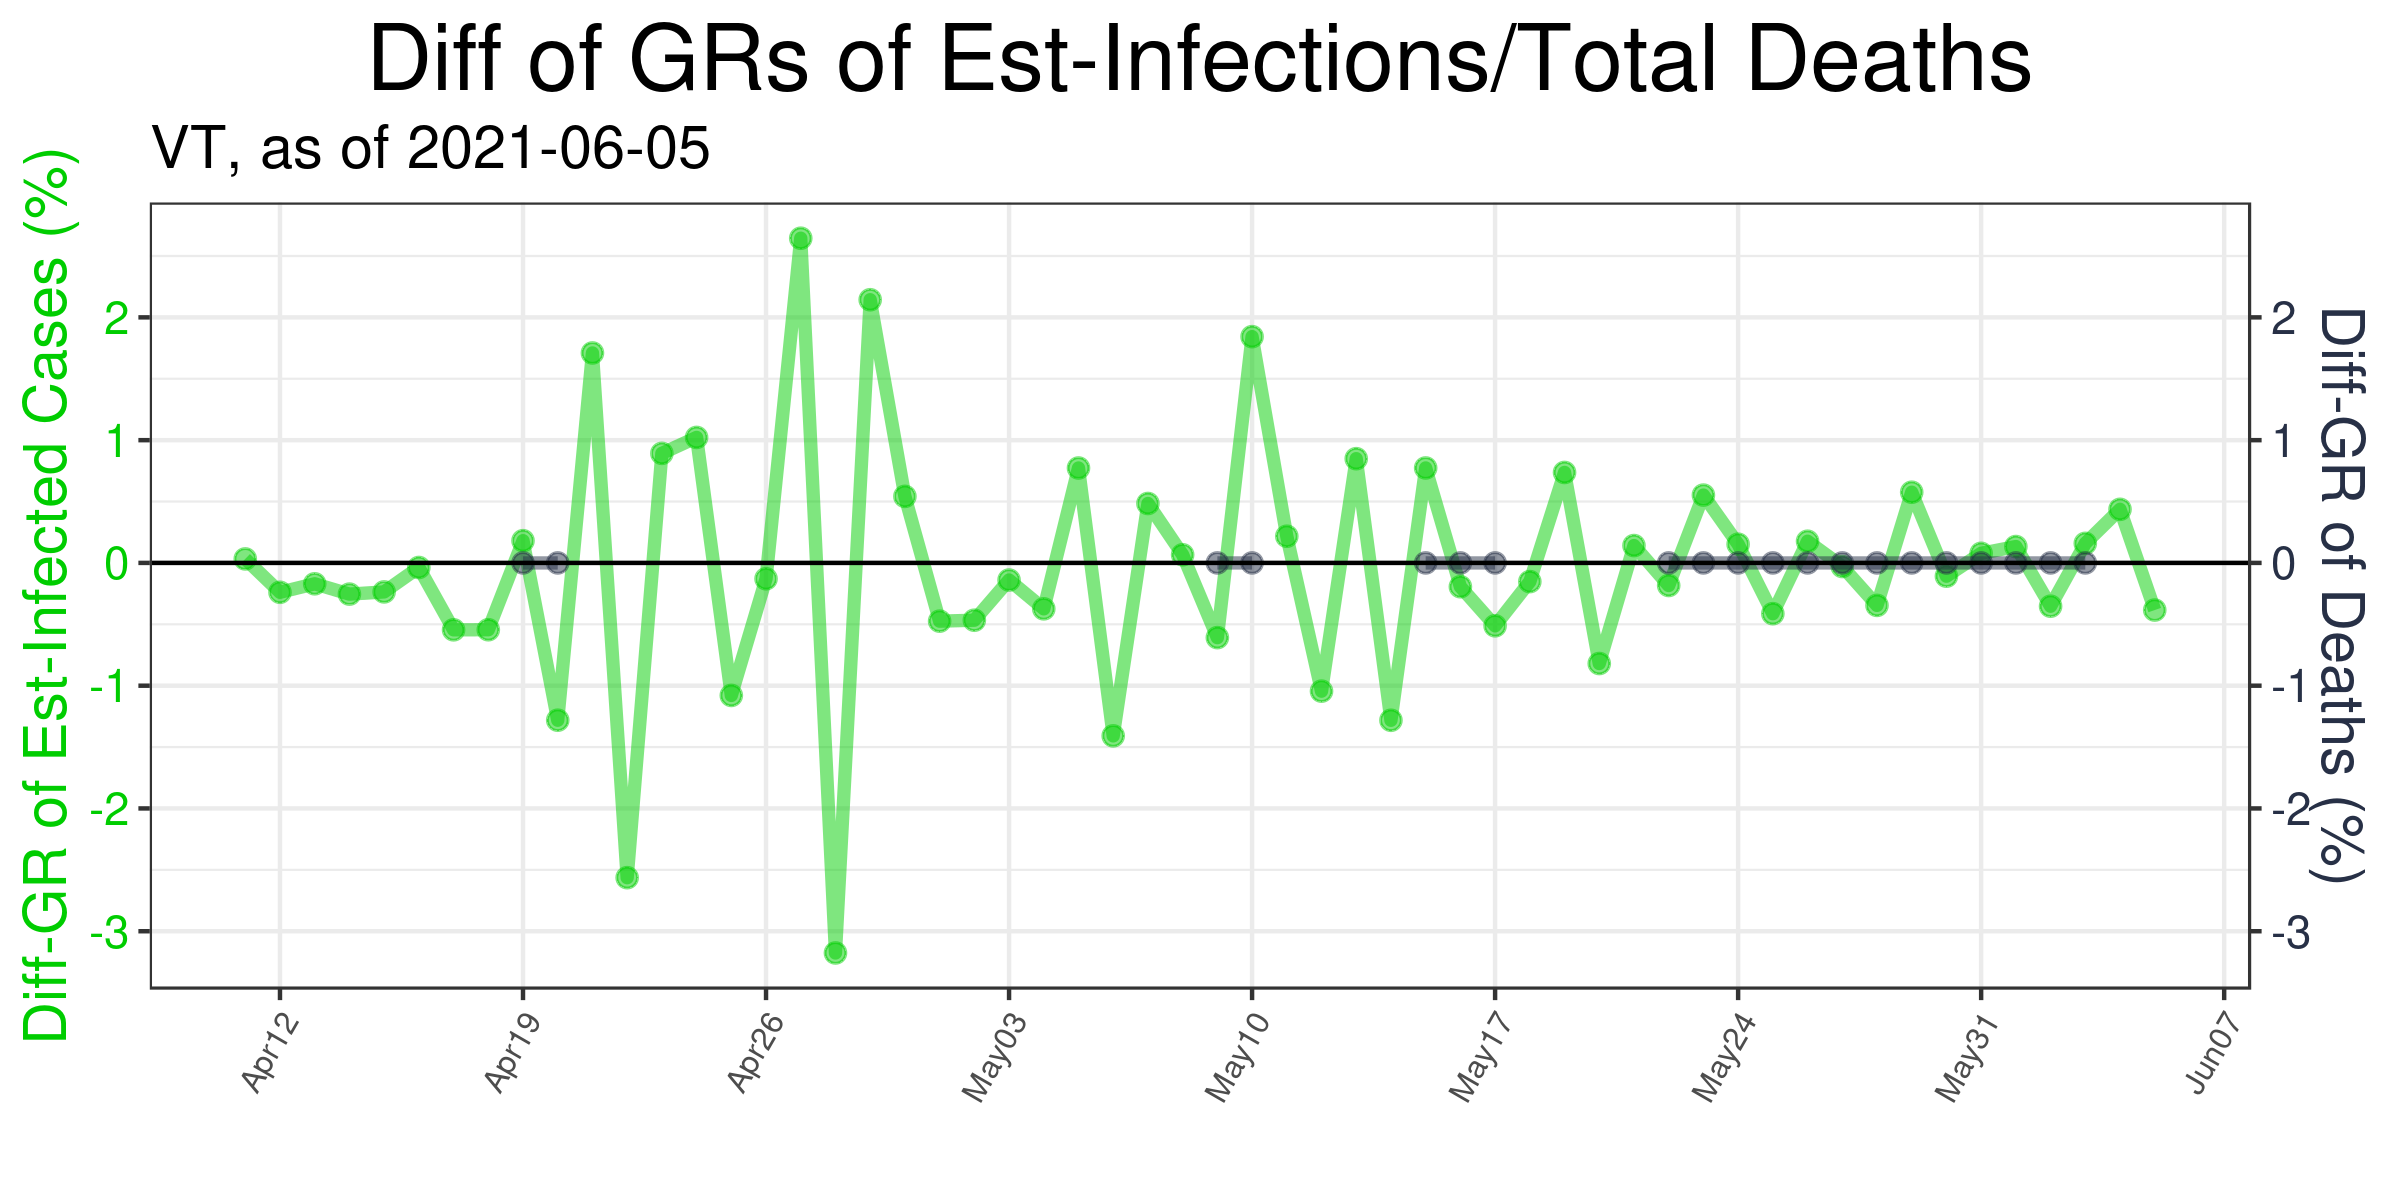 Diff of GRs of Est-Infections/Total Deaths
VT, as of 2021-06-05
Diff-GR of Est-Infected Cases (%)
2
1
0
-1
-2
-3
2
1
0
-1
-2
-3
Diff-GR of Deaths (%)
Apr12
Apr19
Apr26
May03
May10
May17
May24
May31
Jun07